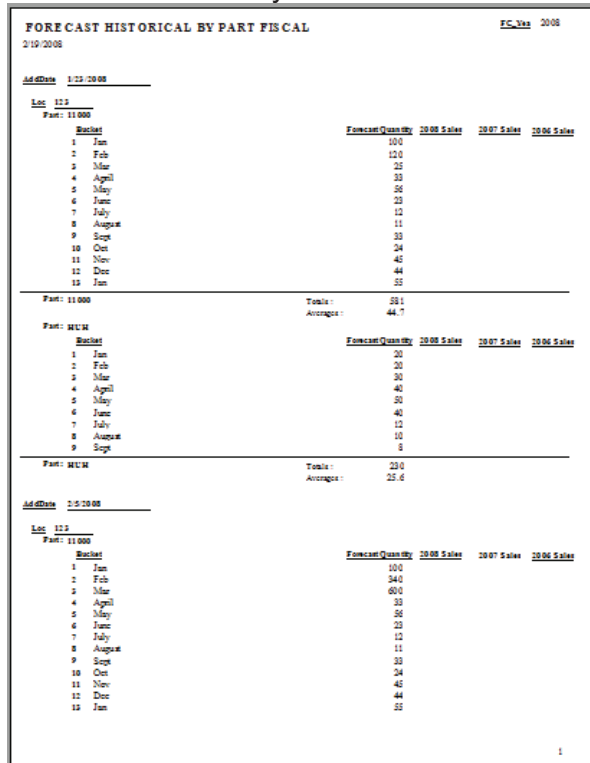 FORECAST HISTORICAL BY PART FISCAL FC_Yea 2008
2/19/2008
AddDate 1/23/2008
Loc 123
Part: 11000
Bucket Forecast Quantity 2008 Sales 2007 Sales 2006 Sales
1 Jan 100
2 Feb 120
3 Mar 25
4 April 33
5 May 56
6 June 23
7 July 12
8 August 11
9 Sept 33
10 Oct 24
11 Nov 45
12 Dec 44
13 Jan 55
Part: 11000 Totals : 581
Averages : 44.7
Part: HUH
Bucket Forecast Quantity 2008 Sales 2007 Sales 2006 Sales
1 Jan 20
2 Feb 20
3 Mar 30
4 April 40
5 May 50
6 June 40
7 July 12
8 August 10
9 Sept 8
Part: HUH Totals : 230
Averages : 25.6
AddDate 2/5/2008
Loc 123
Part: 11000
Bucket Forecast Quantity 2008 Sales 2007 Sales 2006 Sales
1 Jan 100
2 Feb 340
3 Mar 600
4 April 33
5 May 56
6 June 23
7 July 12
8 August 11
9 Sept 33
10 Oct 24
11 Nov 45
12 Dec 44
13 Jan 55
1